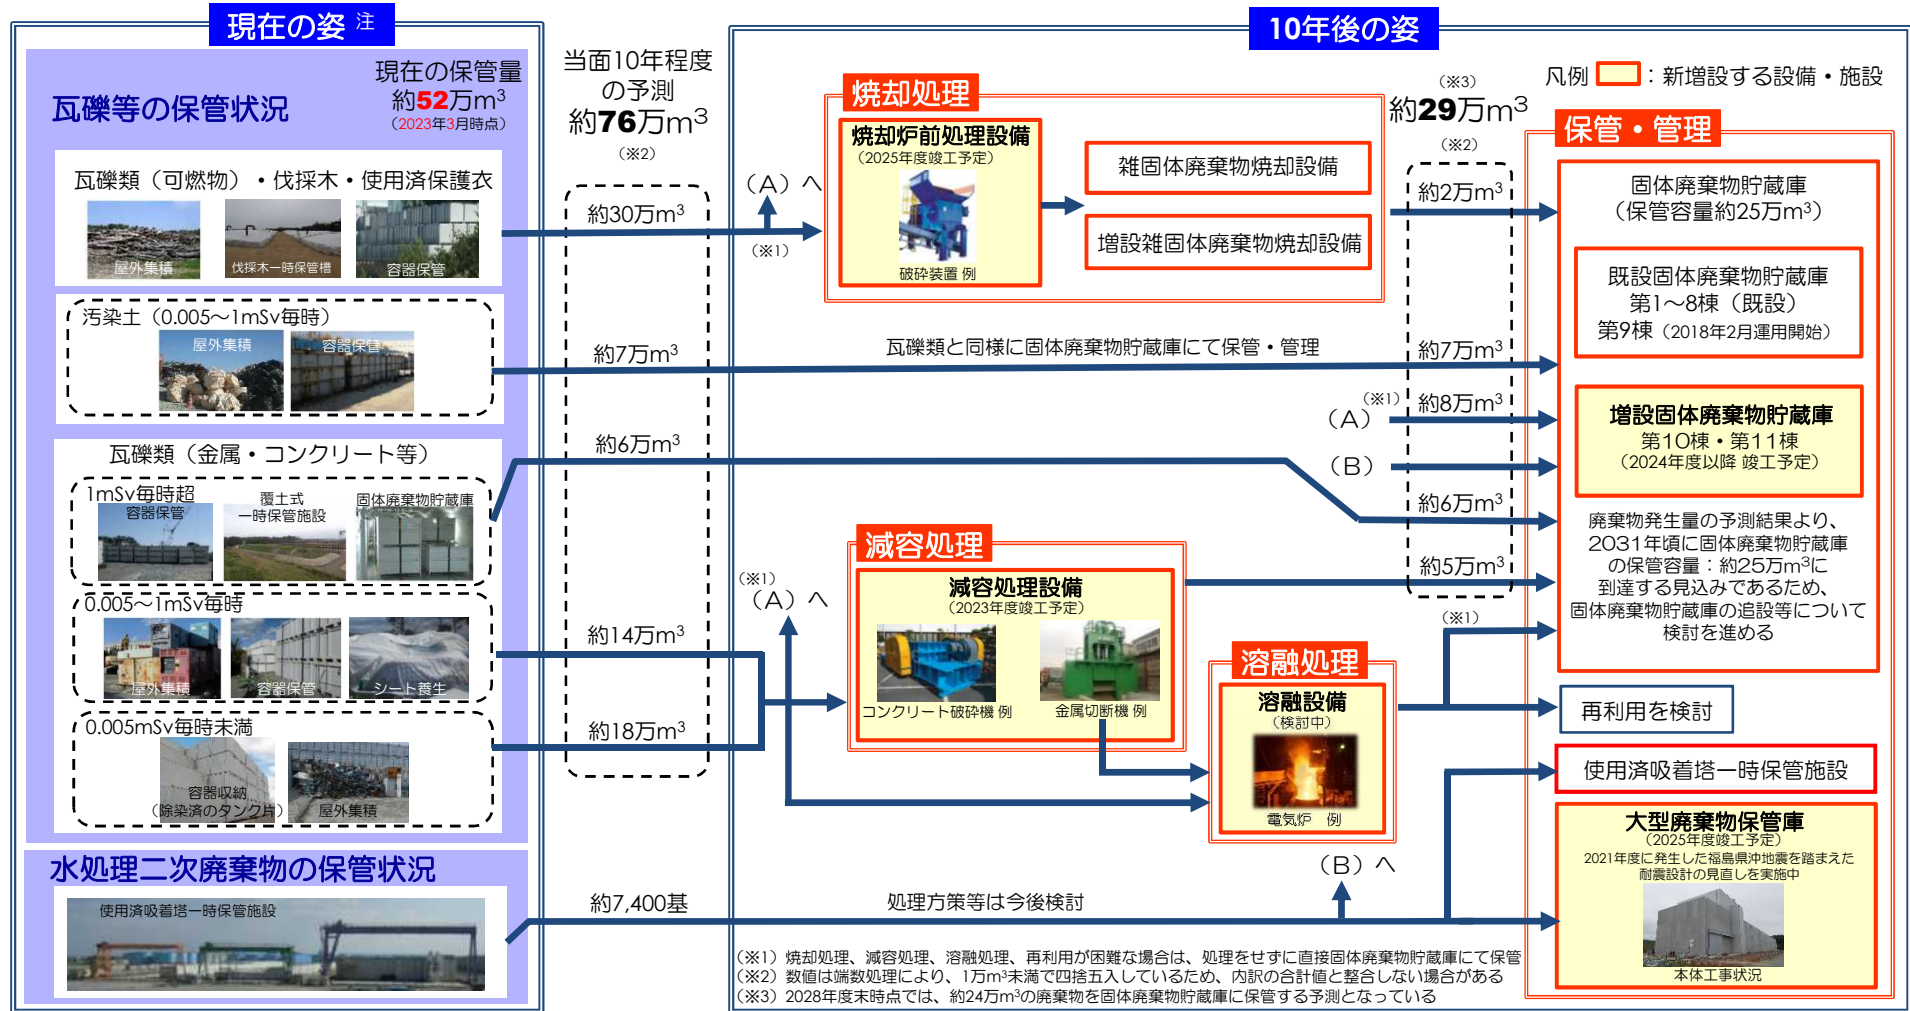 現在の姿 注
瓦礫等の保管状況
現在の保管量
約52万m³
(2023年3月時点)
瓦礫類（可燃物）・伐採木・使用済保護衣
屋外集積
伐採木一時保管槽
容器保管
汚染土（0.005～1mSv毎時）
屋外集積
容器保管
瓦礫類（金属・コンクリート等）
1mSv毎時超
容器保管
覆土式
一時保管施設
固体廃棄物貯蔵庫
0.005～1mSv毎時
屋外集積
容器保管
シート養生
0.005mSv毎時未満
容器収納
(除染済のタンク片)
屋外集積
水処理二次廃棄物の保管状況
使用済吸着塔一時保管施設
当面10年程度
の予測
約76万m³
(※2)
約30万m³
約7万m³
約6万m³
約14万m³
約18万m³
約7,400基
10年後の姿
凡例 ：新増設する設備・施設
(A) へ
(※1)
焼却処理
焼却炉前処理設備
(2025年度竣工予定)
破砕装置 例
雑固体廃棄物焼却設備
増設雑固体廃棄物焼却設備
瓦礫類と同様に固体廃棄物貯蔵庫にて保管・管理
(※3)
約29万m³
(※2)
約2万m³
約7万m³
(※1)
(A)
約8万m³
(B)
約6万m³
約5万m³
(※1)
(※1)
(A) へ
減容処理
減容処理設備
(2023年度竣工予定)
コンクリート破砕機 例
金属切断機 例
溶融処理
溶融設備
(検討中)
電気炉 例
(B) へ
処理方策等は今後検討
保管・管理
固体廃棄物貯蔵庫
(保管容量約25万m³)
既設固体廃棄物貯蔵庫
第1～8棟（既設）
第9棟（2018年2月運用開始）
増設固体廃棄物貯蔵庫
第10棟・第11棟
(2024年度以降 竣工予定)
廃棄物発生量の予測結果より、
2031年頃に固体廃棄物貯蔵庫
の保管容量：約25万m³に
到達する見込みであるため、
固体廃棄物貯蔵庫の追設等について
検討を進める
再利用を検討
使用済吸着塔一時保管施設
大型廃棄物保管庫
(2025年度竣工予定)
2021年度に発生した福島県沖地震を踏まえた
耐震設計の見直しを実施中
本体工事状況
(※1) 焼却処理、減容処理、溶融処理、再利用が困難な場合は、処理をせずに直接固体廃棄物貯蔵庫にて保管
(※2) 数値は端数処理により、1万m³未満で四捨五入しているため、内訳の合計値と整合しない場合がある
(※3) 2028年度末時点では、約24万m³の廃棄物を固体廃棄物貯蔵庫に保管する予測となっている